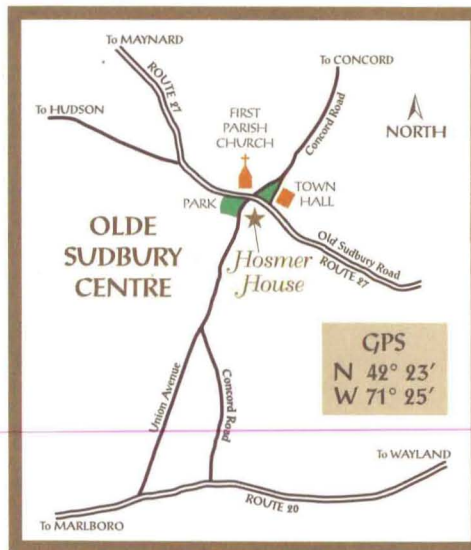 To MAYNARD
ROUTE 27
To CONCORD
Concord Road
To HUDSON
FIRST
PARISH
CHURCH
NORTH
PARK
TOWN
HALL
OLDE
SUDBURY
CENTRE
Hosmer
House
Old Sudbury Road
ROUTE 27
GPS
N 42° 23′
W 71° 25′
Union Avenue
Concord Road
To WAYLAND
ROUTE 20
To MARLBORO